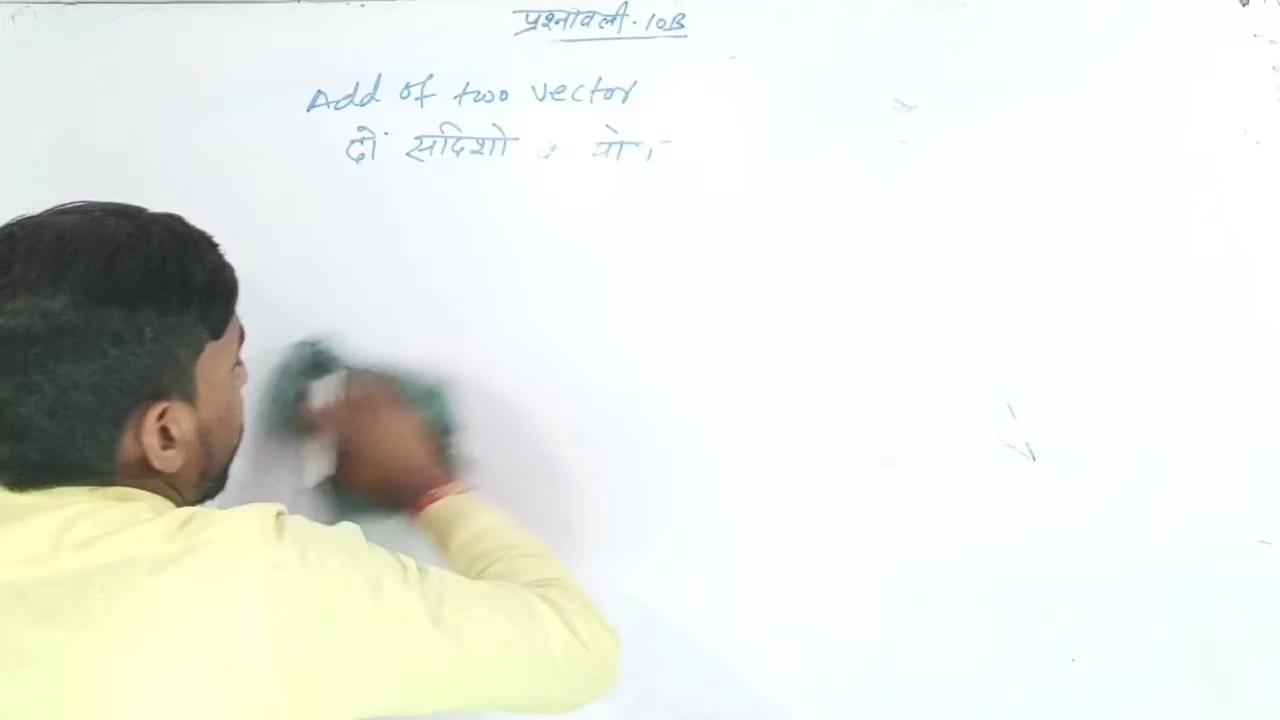 प्रश्नावली. 10B
Add of two vector
दों सदिशो